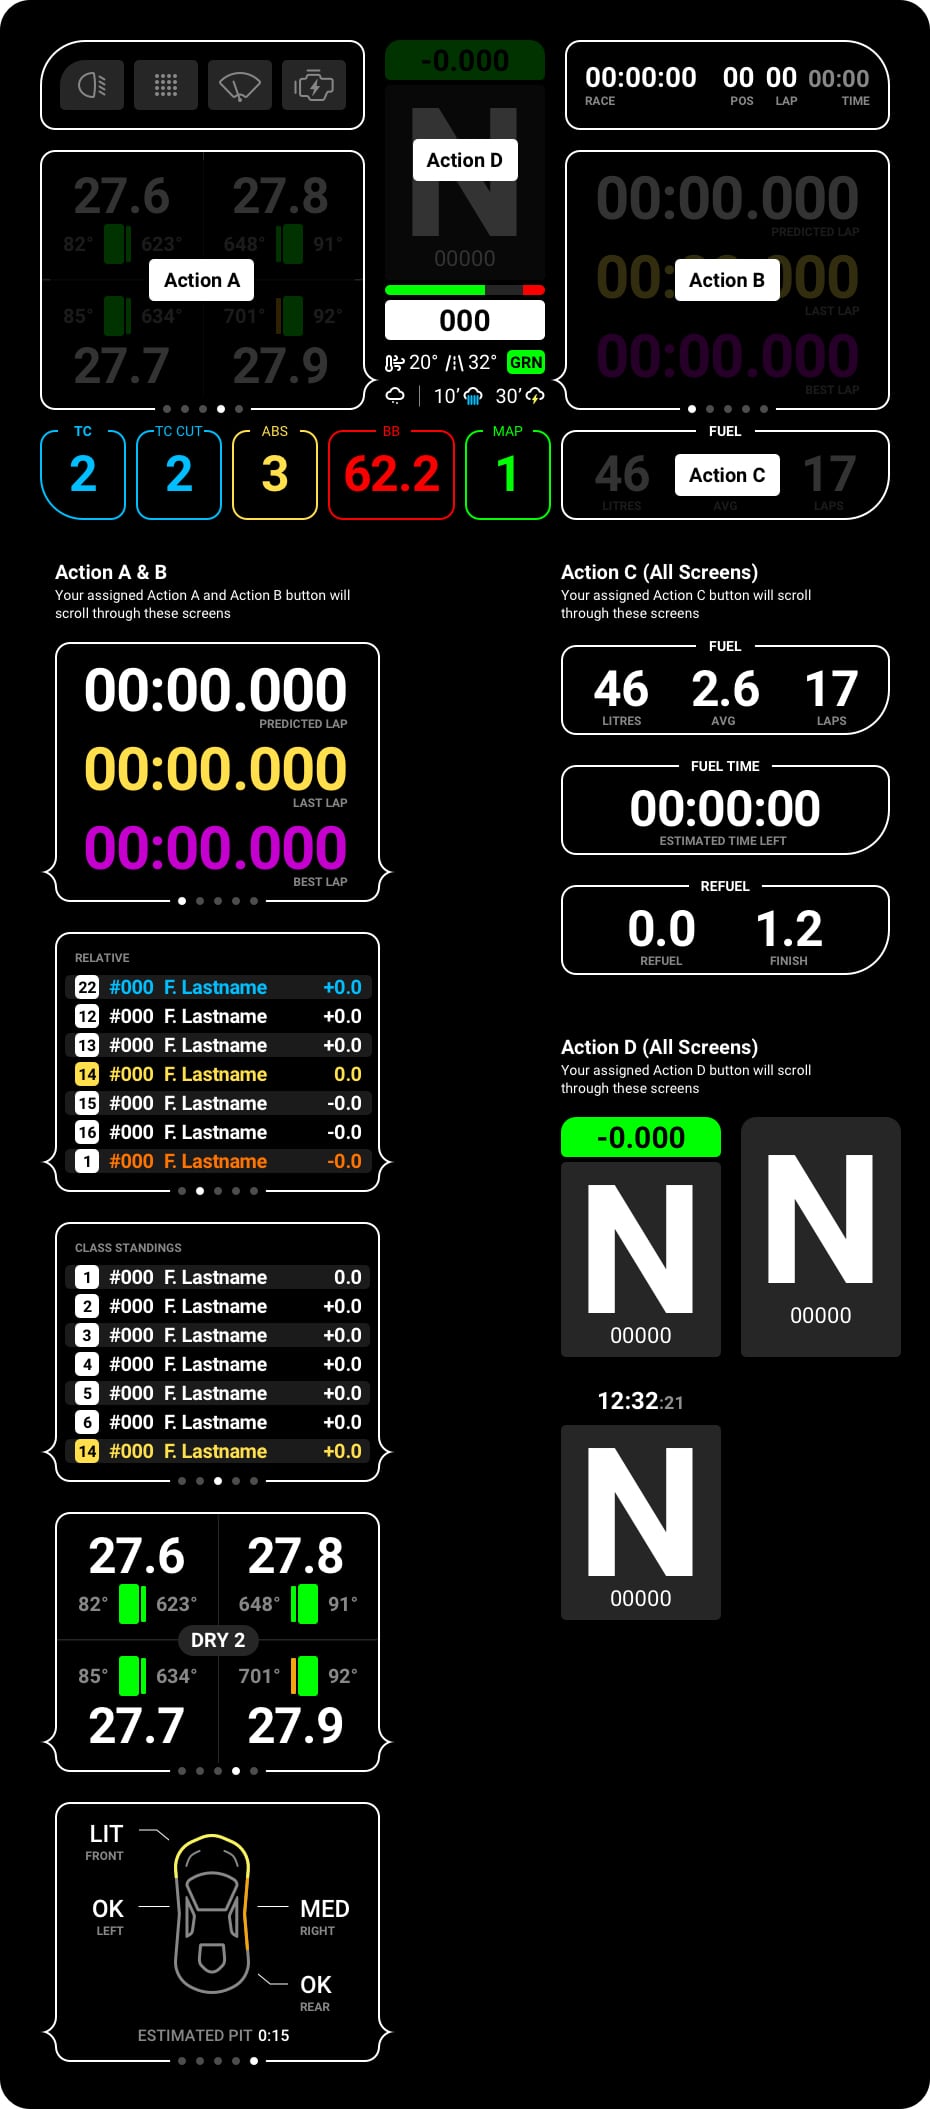 -0.000
00:00:00 00 00 00:00
RACE POS LAP TIME
N
Action D
00000
27.6 27.8
82° 623° 648° 91°
Action A
85° 634° 701° 92°
27.7 27.9
00:00.000
PREDICTED LAP
00:00.000
Action B
LAST LAP
00:00.000
BEST LAP
000
20° 32° GRN
10’ 30’
TC TC CUT ABS BB MAP FUEL
2 2 3 62.2 1 46 Action C 17
LITRES AVG LAPS
Action A & B
Your assigned Action A and Action B button will
scroll through these screens
00:00.000
PREDICTED LAP
00:00.000
LAST LAP
00:00.000
BEST LAP
RELATIVE
22 #000 F. Lastname +0.0
12 #000 F. Lastname +0.0
13 #000 F. Lastname +0.0
14 #000 F. Lastname 0.0
15 #000 F. Lastname -0.0
16 #000 F. Lastname -0.0
1 #000 F. Lastname -0.0
CLASS STANDINGS
1 #000 F. Lastname 0.0
2 #000 F. Lastname +0.0
3 #000 F. Lastname +0.0
4 #000 F. Lastname +0.0
5 #000 F. Lastname +0.0
6 #000 F. Lastname +0.0
14 #000 F. Lastname +0.0
27.6 27.8
82° 623° 648° 91°
DRY 2
85° 634° 701° 92°
27.7 27.9
LIT
FRONT
OK MED
LEFT RIGHT
OK
REAR
ESTIMATED PIT 0:15
Action C (All Screens)
Your assigned Action C button will scroll
through these screens
FUEL
46 2.6 17
LITRES AVG LAPS
FUEL TIME
00:00:00
ESTIMATED TIME LEFT
REFUEL
0.0 1.2
REFUEL FINISH
Action D (All Screens)
Your assigned Action D button will scroll
through these screens
-0.000
N N
00000 00000
12:32:21
N
00000